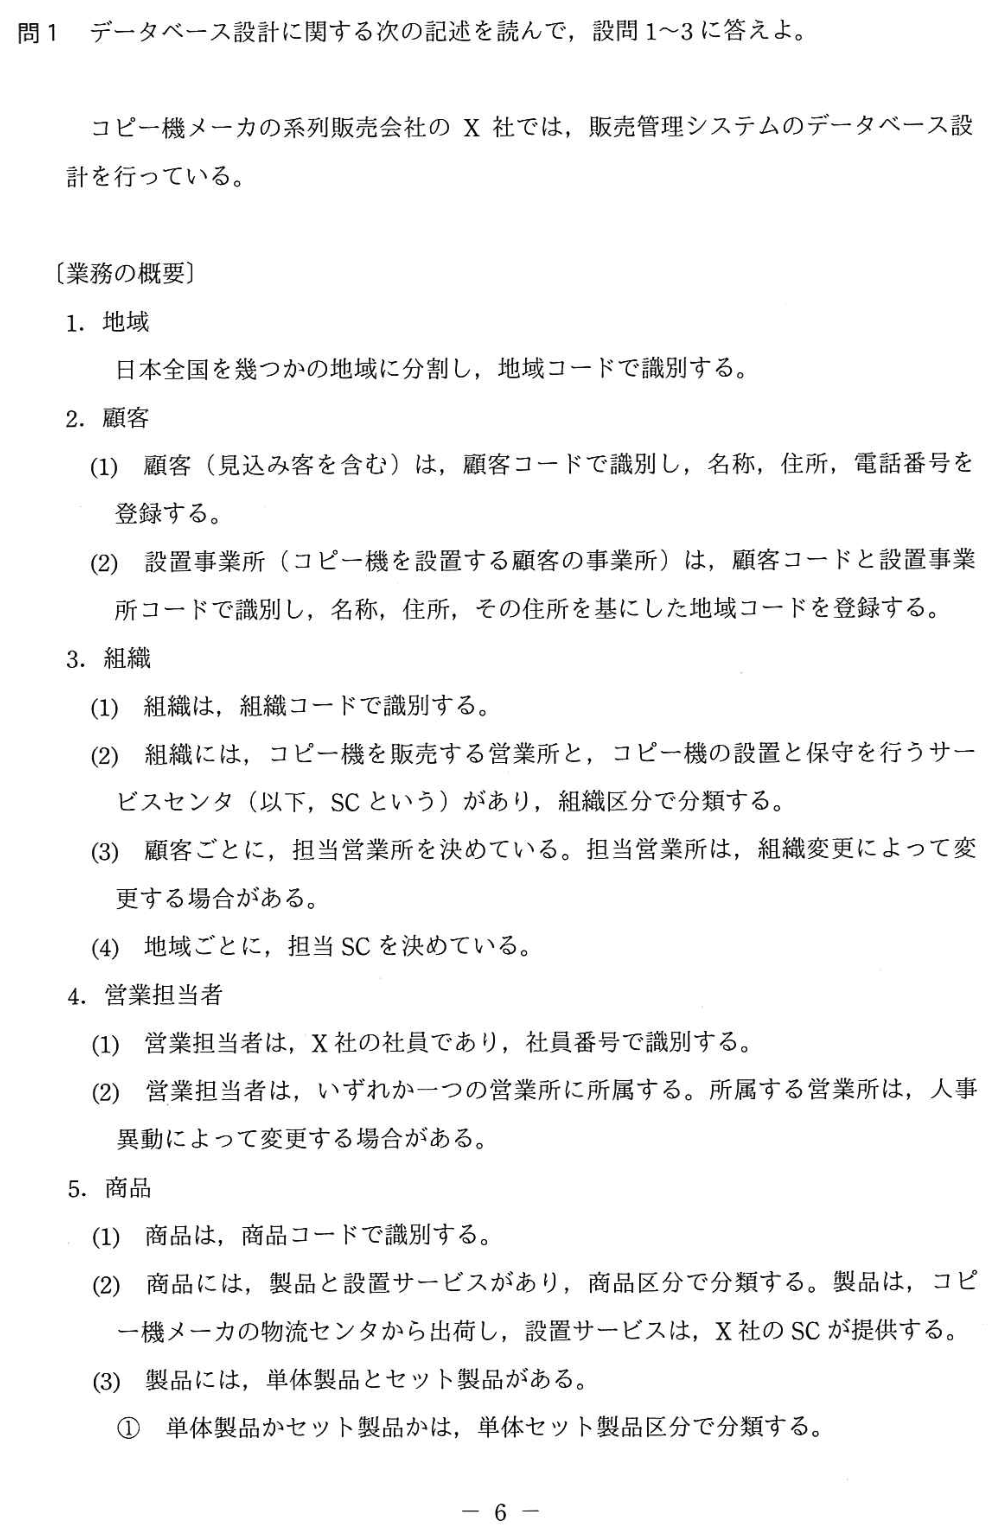 問1　データベース設計に関する次の記述を読んで，設問1～3に答えよ。
コピー機メーカの系列販売会社の X 社では，販売管理システムのデータベース設
計を行っている。
〔業務の概要〕
1．地域
日本全国を幾つかの地域に分割し，地域コードで識別する。
2．顧客
(1)　顧客（見込み客を含む）は，顧客コードで識別し，名称，住所，電話番号を
登録する。
(2)　設置事業所（コピー機を設置する顧客の事業所）は，顧客コードと設置事業
所コードで識別し，名称，住所，その住所を基にした地域コードを登録する。
3．組織
(1)　組織は，組織コードで識別する。
(2)　組織には，コピー機を販売する営業所と，コピー機の設置と保守を行うサー
ビスセンタ（以下，SC という）があり，組織区分で分類する。
(3)　顧客ごとに，担当営業所を決めている。担当営業所は，組織変更によって変
更する場合がある。
(4)　地域ごとに，担当 SC を決めている。
4．営業担当者
(1)　営業担当者は，X 社の社員であり，社員番号で識別する。
(2)　営業担当者は，いずれか一つの営業所に所属する。所属する営業所は，人事
異動によって変更する場合がある。
5．商品
(1)　商品は，商品コードで識別する。
(2)　商品には，製品と設置サービスがあり，商品区分で分類する。製品は，コピ
ー機メーカの物流センタから出荷し，設置サービスは，X 社の SC が提供する。
(3)　製品には，単体製品とセット製品がある。
①　単体製品かセット製品かは，単体セット製品区分で分類する。
－ 6 －